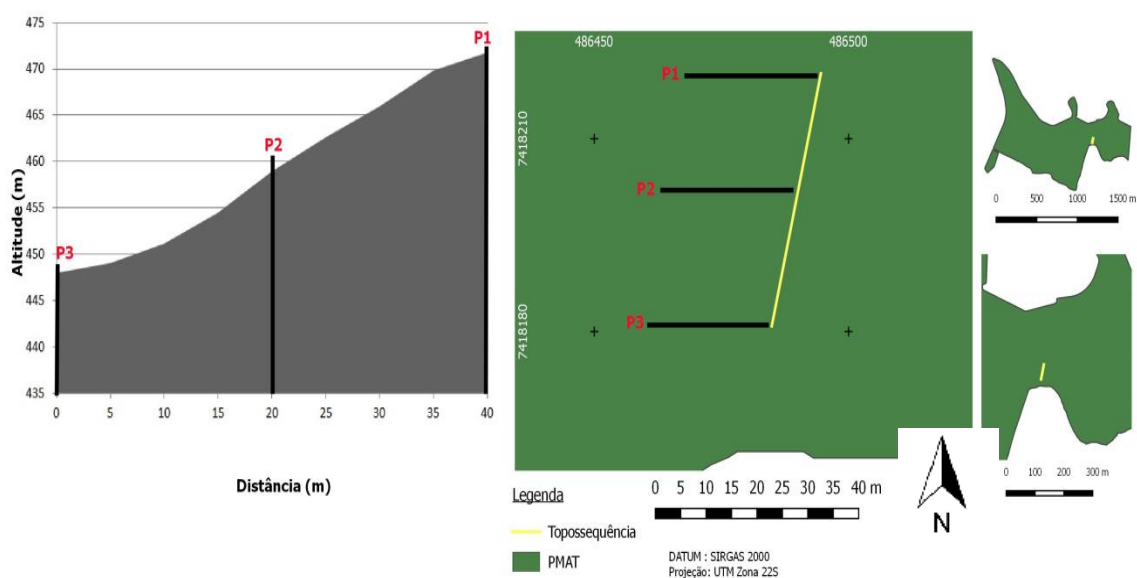 475
470
465
460
455
450
445
440
435
Altitude (m)
P1
P2
P3
0 5 10 15 20 25 30 35 40
Distância (m)
486450 486500
7418210
7418180
P1
P2
P3
Legenda
Topossequência
PMAT
0 5 10 15 20 25 30 35 40 m
DATUM : SIRGAS 2000
Projeção: UTM Zona 22S
N
0 500 1000 1500 m
0 100 200 300 m